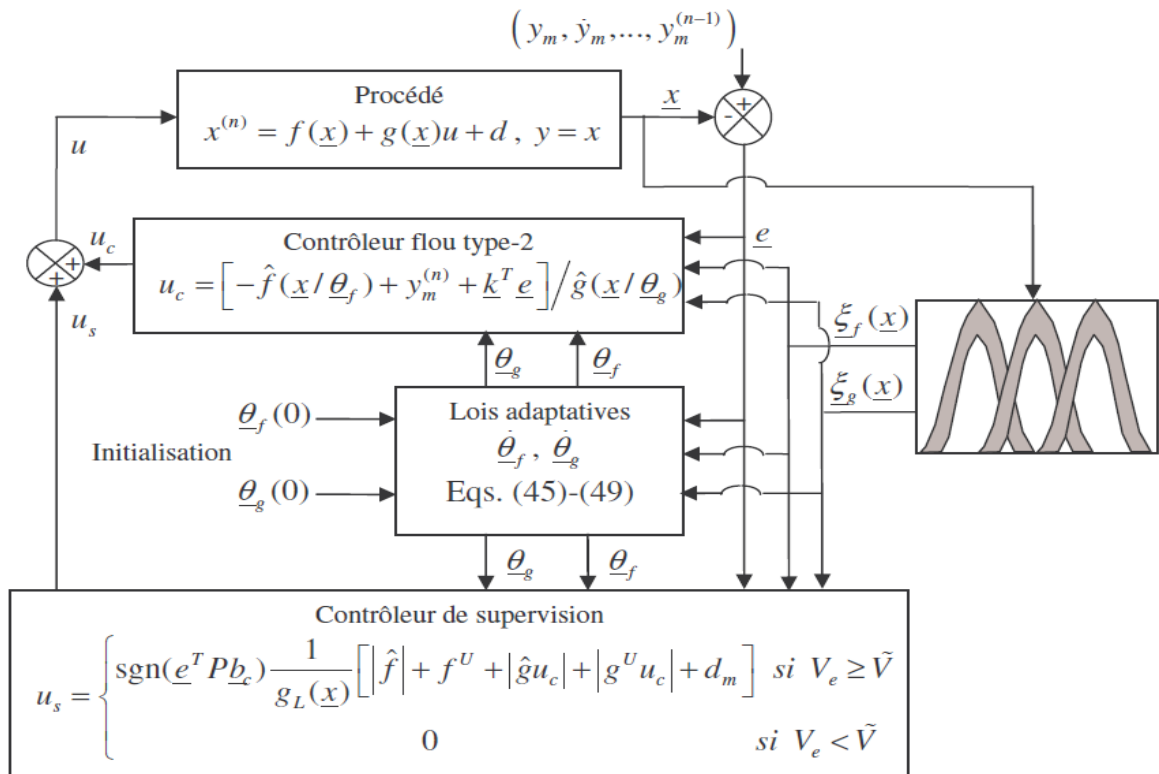 (y_m, ẏ_m, ..., y_m^{(n-1)})
Procédé
x^{(n)} = f(x) + g(x)u + d , y = x
x
+
-
u
u_c
+
+
u_s
Contrôleur flou type-2
u_c = [-f̂(x/θ_f) + y_m^{(n)} + k^T e]/ĝ(x/θ_g)
e
ξ_f(x)
ξ_g(x)
θ_g
θ_f
θ_f(0)
Initialisation
θ_g(0)
Lois adaptatives
θ̇_f , θ̇_g
Eqs. (45)-(49)
θ_g
θ_f
Contrôleur de supervision
u_s = { sgn(e^T Pb_c) 1/g_L(x) [|f̂| + f^U + |ĝu_c| + |g^U u_c| + d_m] si V_e ≥ Ṽ
0 si V_e < Ṽ